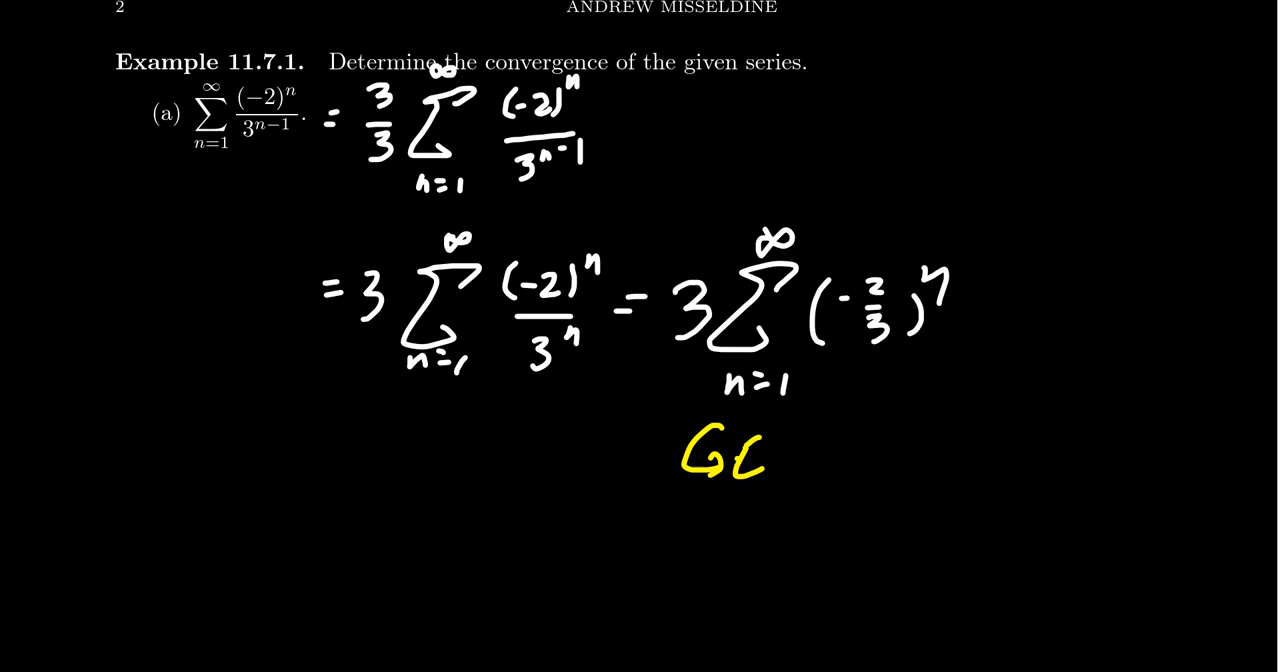 2 ANDREW MISSELDINE
Example 11.7.1. Determine the convergence of the given series.
(a) ∑_{n=1}^{∞} (-2)^n / 3^{n-1}. = 3/3 ∑_{n=1}^{∞} (-2)^n / 3^{n-1}
= 3 ∑_{n=1}^{∞} (-2)^n / 3^n = 3 ∑_{n=1}^{∞} (-2/3)^n
Ge